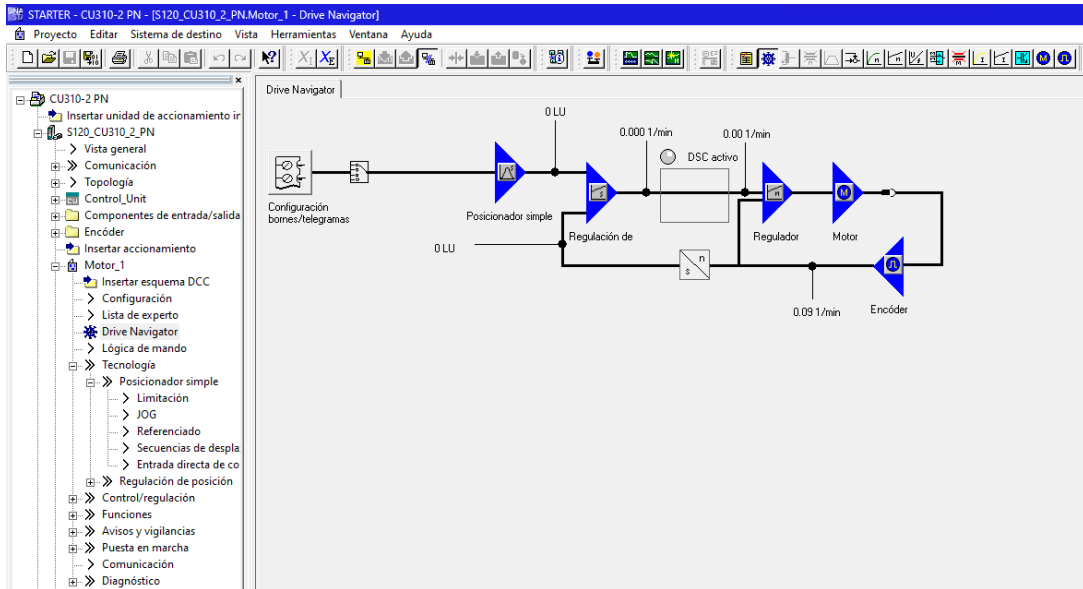 STARTER - CU310-2 PN - [S120_CU310_2_PN.Motor_1 - Drive Navigator]
Proyecto Editar Sistema de destino Vista Herramientas Ventana Ayuda
CU310-2 PN
Insertar unidad de accionamiento ir
S120_CU310_2_PN
Vista general
Comunicación
Topología
Control_Unit
Componentes de entrada/salida
Encóder
Insertar accionamiento
Motor_1
Insertar esquema DCC
Configuración
Lista de experto
Drive Navigator
Lógica de mando
Tecnología
Posicionador simple
Limitación
JOG
Referenciado
Secuencias de despla
Entrada directa de co
Regulación de posición
Control/regulación
Funciones
Avisos y vigilancias
Puesta en marcha
Comunicación
Diagnóstico
Drive Navigator
0 LU
0.000 1/min
0.00 1/min
DSC activo
Configuración
bornes/telegramas
Posicionador simple
Regulación de
Regulador
Motor
0 LU
n
s
0.09 1/min
Encóder